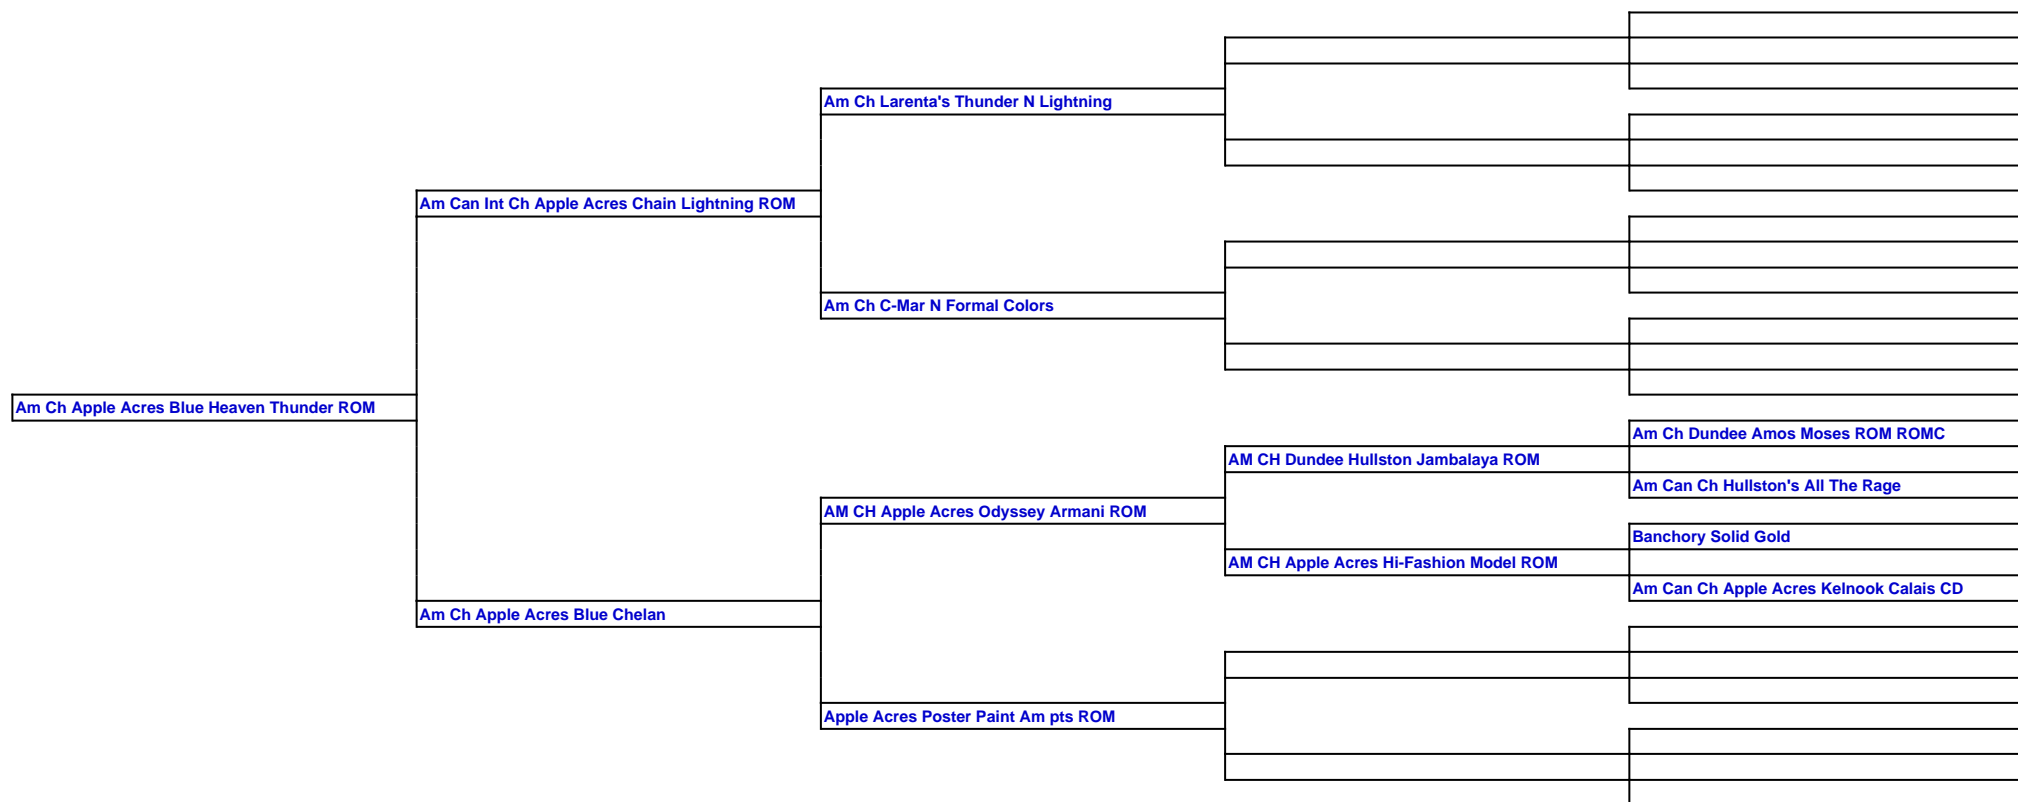 Am Ch Larenta's Thunder N Lightning
Am Can Int Ch Apple Acres Chain Lightning ROM
Am Ch C-Mar N Formal Colors
Am Ch Apple Acres Blue Heaven Thunder ROM
Am Ch Dundee Amos Moses ROM ROMC
AM CH Dundee Hullston Jambalaya ROM
Am Can Ch Hullston's All The Rage
AM CH Apple Acres Odyssey Armani ROM
Banchory Solid Gold
AM CH Apple Acres Hi-Fashion Model ROM
Am Can Ch Apple Acres Kelnook Calais CD
Am Ch Apple Acres Blue Chelan
Apple Acres Poster Paint Am pts ROM